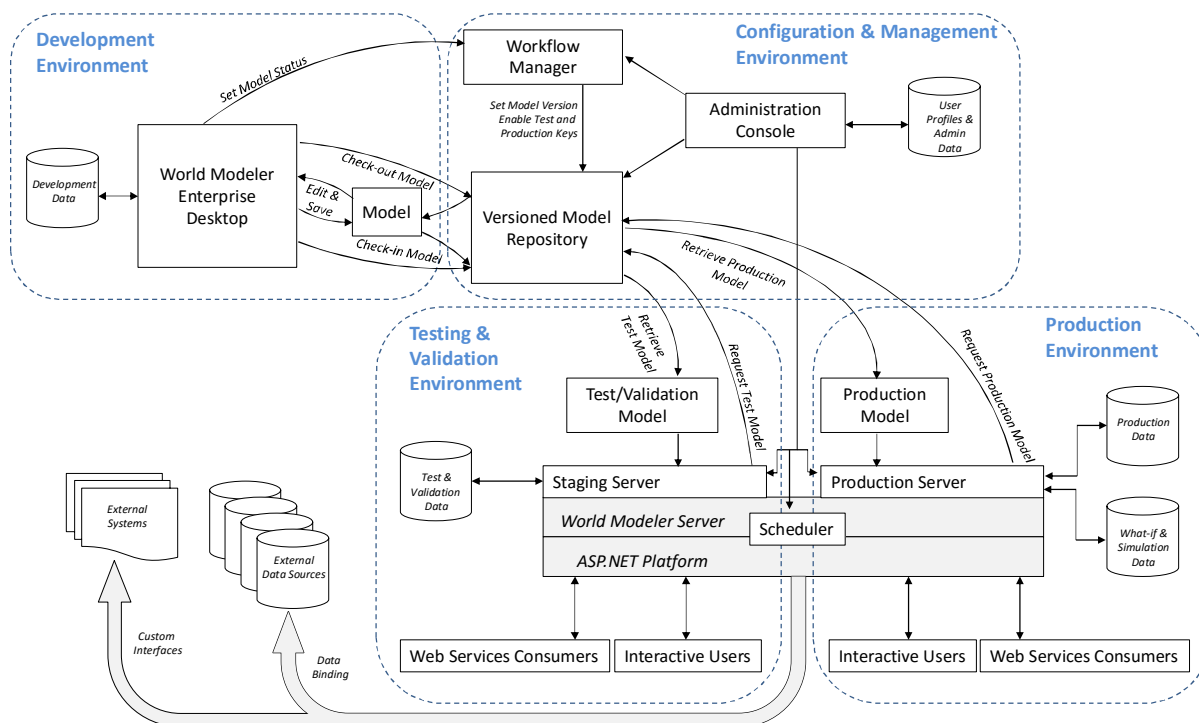 Development
Environment
Workflow
Manager
Configuration & Management
Environment
Set Model Status
Set Model Version
Enable Test and
Production Keys
Administration
Console
User
Profiles &
Admin
Data
Development
Data
World Modeler
Enterprise
Desktop
Check-out Model
Edit &
Save
Model
Check-in Model
Versioned Model
Repository
Retrieve Production
Model
Testing &
Validation
Environment
Retrieve
Test Model
Request Test Model
Request Production Model
Production
Environment
Test/Validation
Model
Production
Model
Production
Data
Test &
Validation
Data
Staging Server
Production Server
World Modeler Server
Scheduler
ASP.NET Platform
What-if &
Simulation
Data
External
Systems
External
Data Sources
Custom
Interfaces
Data
Binding
Web Services Consumers
Interactive Users
Interactive Users
Web Services Consumers